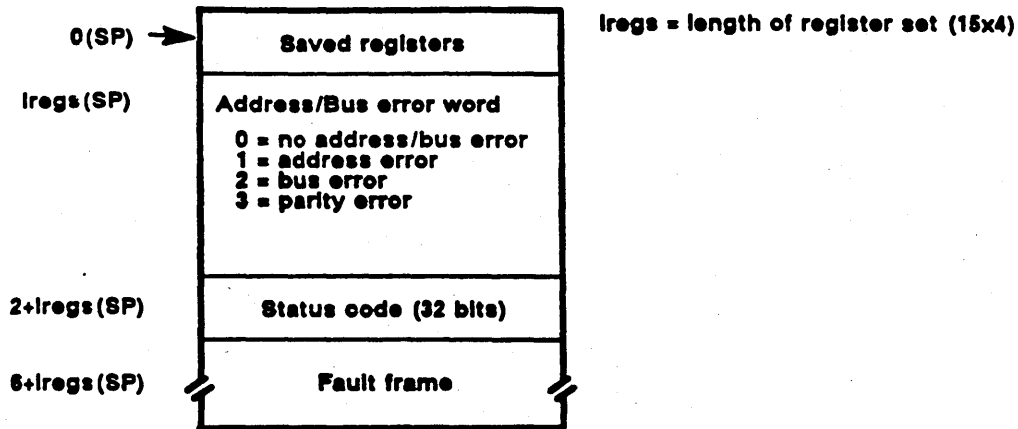 0(SP)
Saved registers
lregs = length of register set (15x4)
lregs(SP)
Address/Bus error word
0 = no address/bus error
1 = address error
2 = bus error
3 = parity error
2+lregs(SP)
Status code (32 bits)
6+lregs(SP)
Fault frame